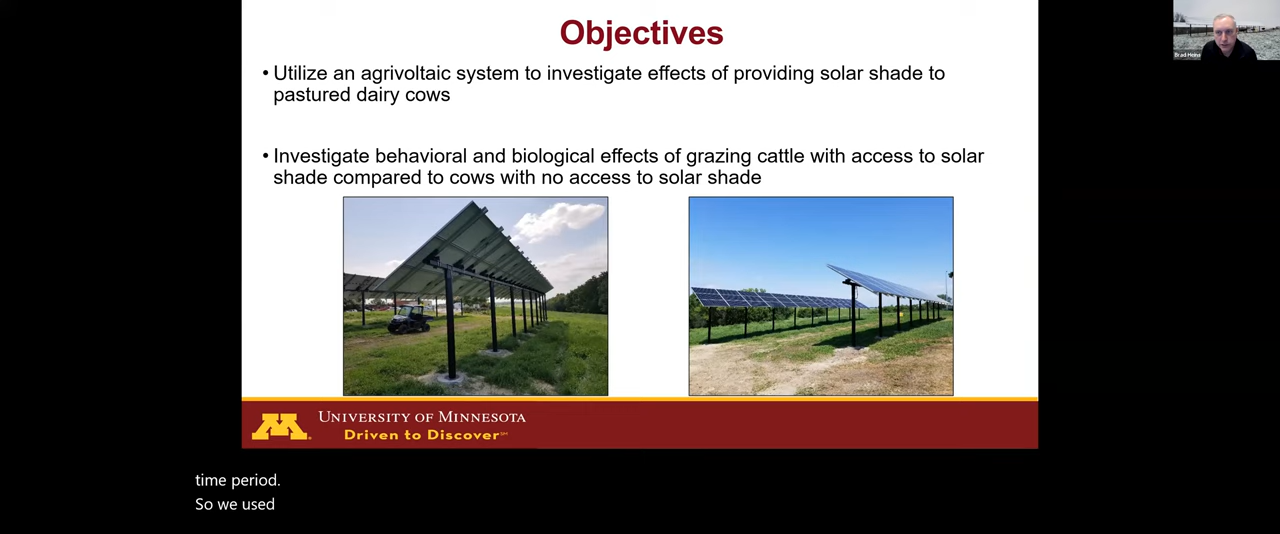 Objectives
• Utilize an agrivoltaic system to investigate effects of providing solar shade to
pastured dairy cows
• Investigate behavioral and biological effects of grazing cattle with access to solar
shade compared to cows with no access to solar shade
UNIVERSITY OF MINNESOTA
Driven to Discover
Brad Heins
time period.
So we used